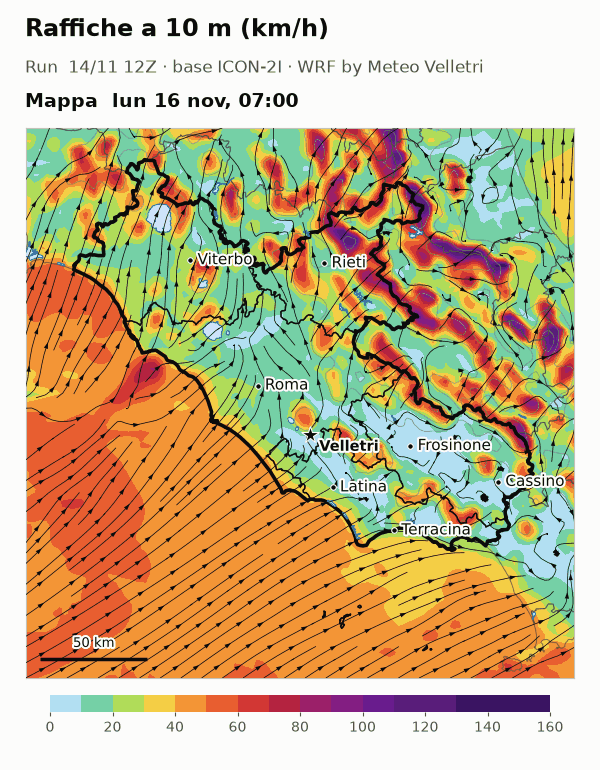 Raffiche a 10 m (km/h)
Run  14/11 12Z · base ICON-2I · WRF by Meteo Velletri
Mappa  lun 16 nov, 07:00
Viterbo
Rieti
Roma
Velletri
Frosinone
Latina
Cassino
Terracina
50 km
0 20 40 60 80 100 120 140 160